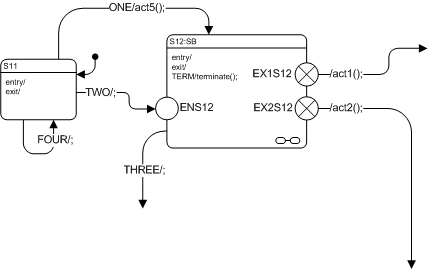 ONE/act5();
S11
entry/
exit/
S12:SB
entry/
exit/
TERM/terminate();
EX1S12
/act1();
TWO/;
ENS12
EX2S12
/act2();
FOUR/;
THREE/;